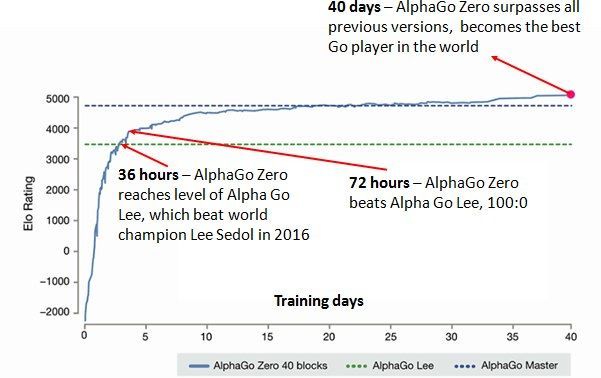 40 days – AlphaGo Zero surpasses all
previous versions, becomes the best
Go player in the world
5000
4000
3000
2000
1000
0
−1000
−2000
Elo Rating
36 hours – AlphaGo Zero
reaches level of Alpha Go
Lee, which beat world
champion Lee Sedol in 2016
72 hours – AlphaGo Zero
beats Alpha Go Lee, 100:0
Training days
0 5 10 15 20 25 30 35 40
AlphaGo Zero 40 blocks AlphaGo Lee AlphaGo Master